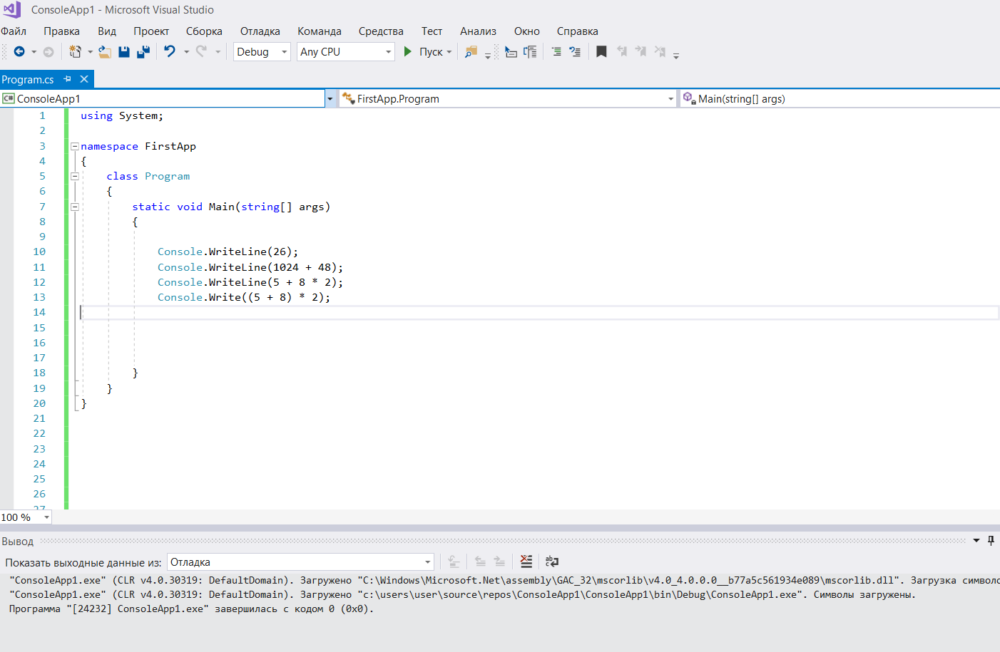 ConsoleApp1 - Microsoft Visual Studio
Файл Правка Вид Проект Сборка Отладка Команда Средства Тест Анализ Окно Справка
Debug Any CPU Пуск
Program.cs
C# ConsoleApp1 FirstApp.Program Main(string[] args)
1 using System;
2
3 namespace FirstApp
4 {
5 class Program
6 {
7 static void Main(string[] args)
8 {
9
10 Console.WriteLine(26);
11 Console.WriteLine(1024 + 48);
12 Console.WriteLine(5 + 8 * 2);
13 Console.Write((5 + 8) * 2);
14
15
16
17
18 }
19 }
20 }
21
22
23
24
25
26
27
100 %
Вывод
Показать выходные данные из: Отладка
"ConsoleApp1.exe" (CLR v4.0.30319: DefaultDomain). Загружено "C:\Windows\Microsoft.Net\assembly\GAC_32\mscorlib\v4.0_4.0.0.0__b77a5c561934e089\mscorlib.dll". Загрузка символо
"ConsoleApp1.exe" (CLR v4.0.30319: DefaultDomain). Загружено "c:\users\user\source\repos\ConsoleApp1\ConsoleApp1\bin\Debug\ConsoleApp1.exe". Символы загружены.
Программа "[24232] ConsoleApp1.exe" завершилась с кодом 0 (0x0).